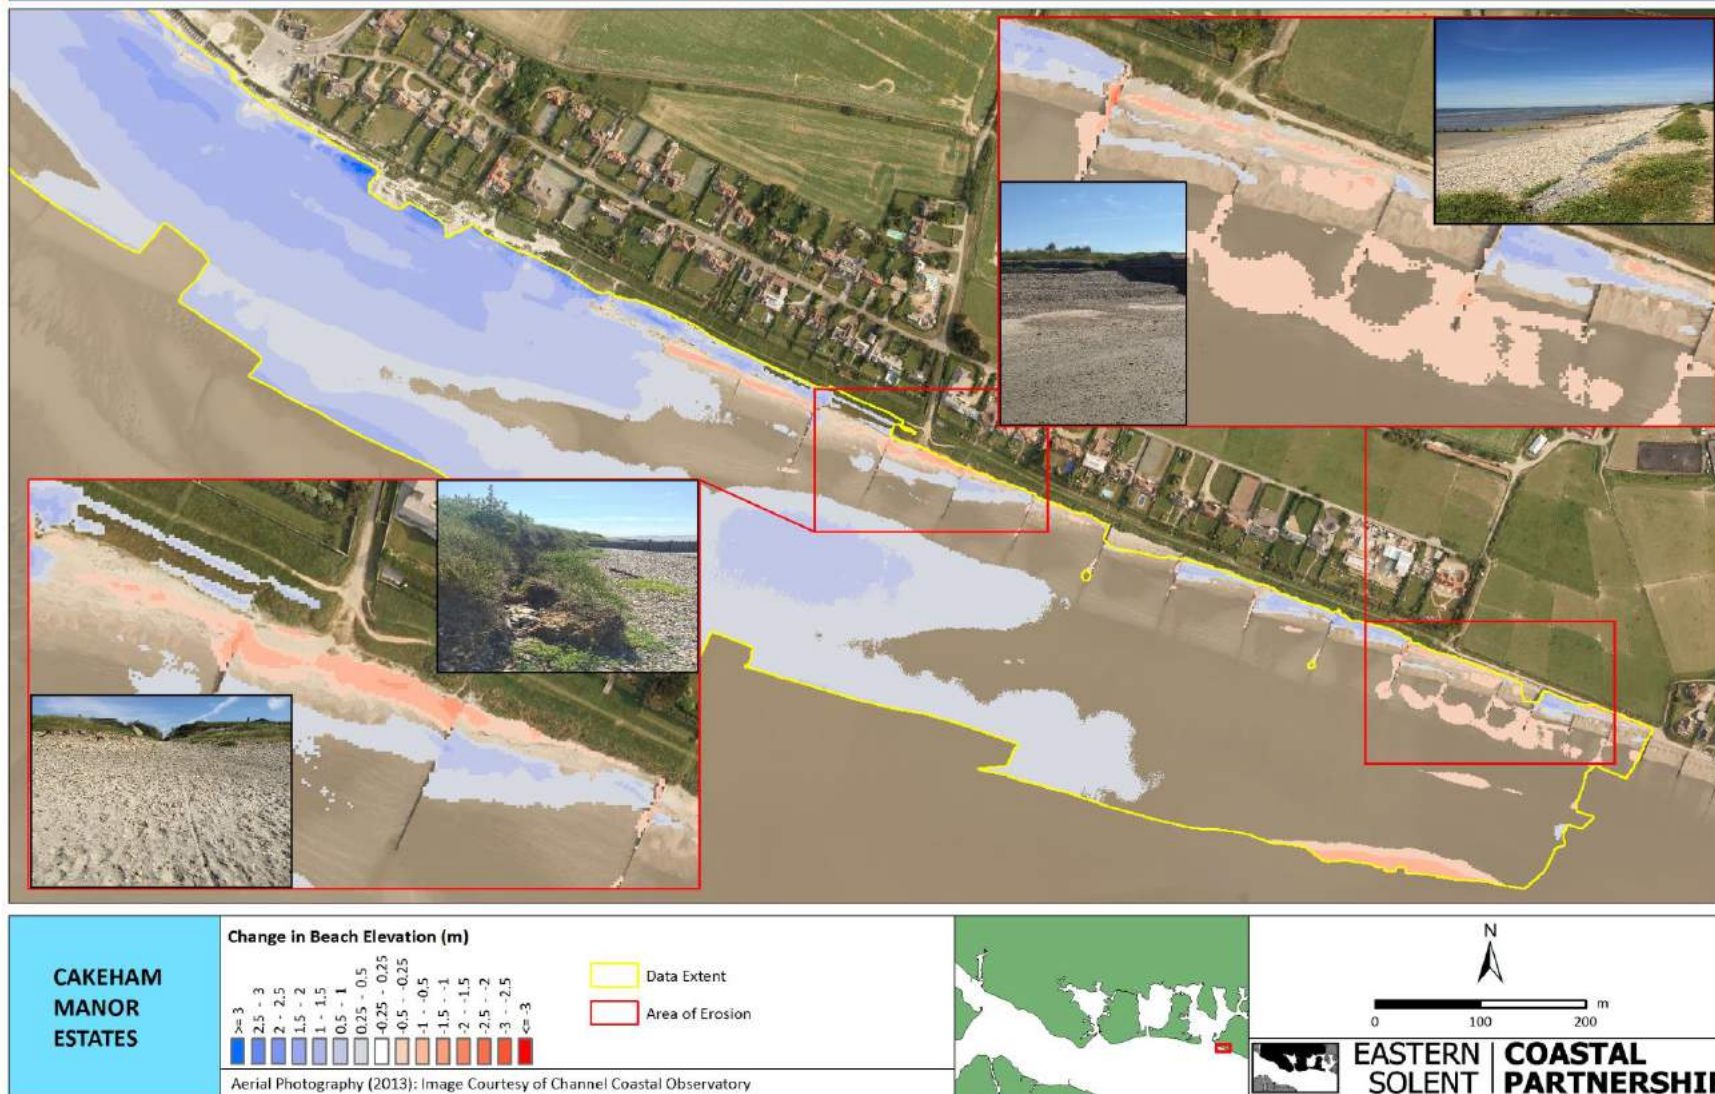 CAKEHAM
MANOR
ESTATES
Change in Beach Elevation (m)
>= 3
2.5 - 3
2 - 2.5
1.5 - 2
1 - 1.5
0.5 - 1
0.25 - 0.5
-0.25 - 0.25
-0.5 - -0.25
-1 - -0.5
-1.5 - -1
-2 - -1.5
-2.5 - -2
-3 - -2.5
<= -3
Data Extent
Area of Erosion
Aerial Photography (2013): Image Courtesy of Channel Coastal Observatory
N
m
0 100 200
EASTERN SOLENT
COASTAL PARTNERSHIP